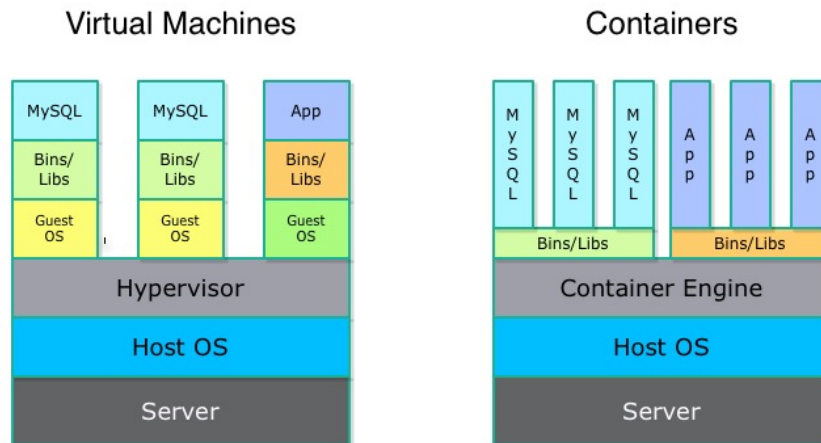 Virtual Machines
MySQL
Bins/
Libs
Guest
OS
MySQL
Bins/
Libs
Guest
OS
App
Bins/
Libs
Guest
OS
Hypervisor
Host OS
Server
Containers
MySQL
MySQL
MySQL
App
App
App
Bins/Libs
Bins/Libs
Container Engine
Host OS
Server